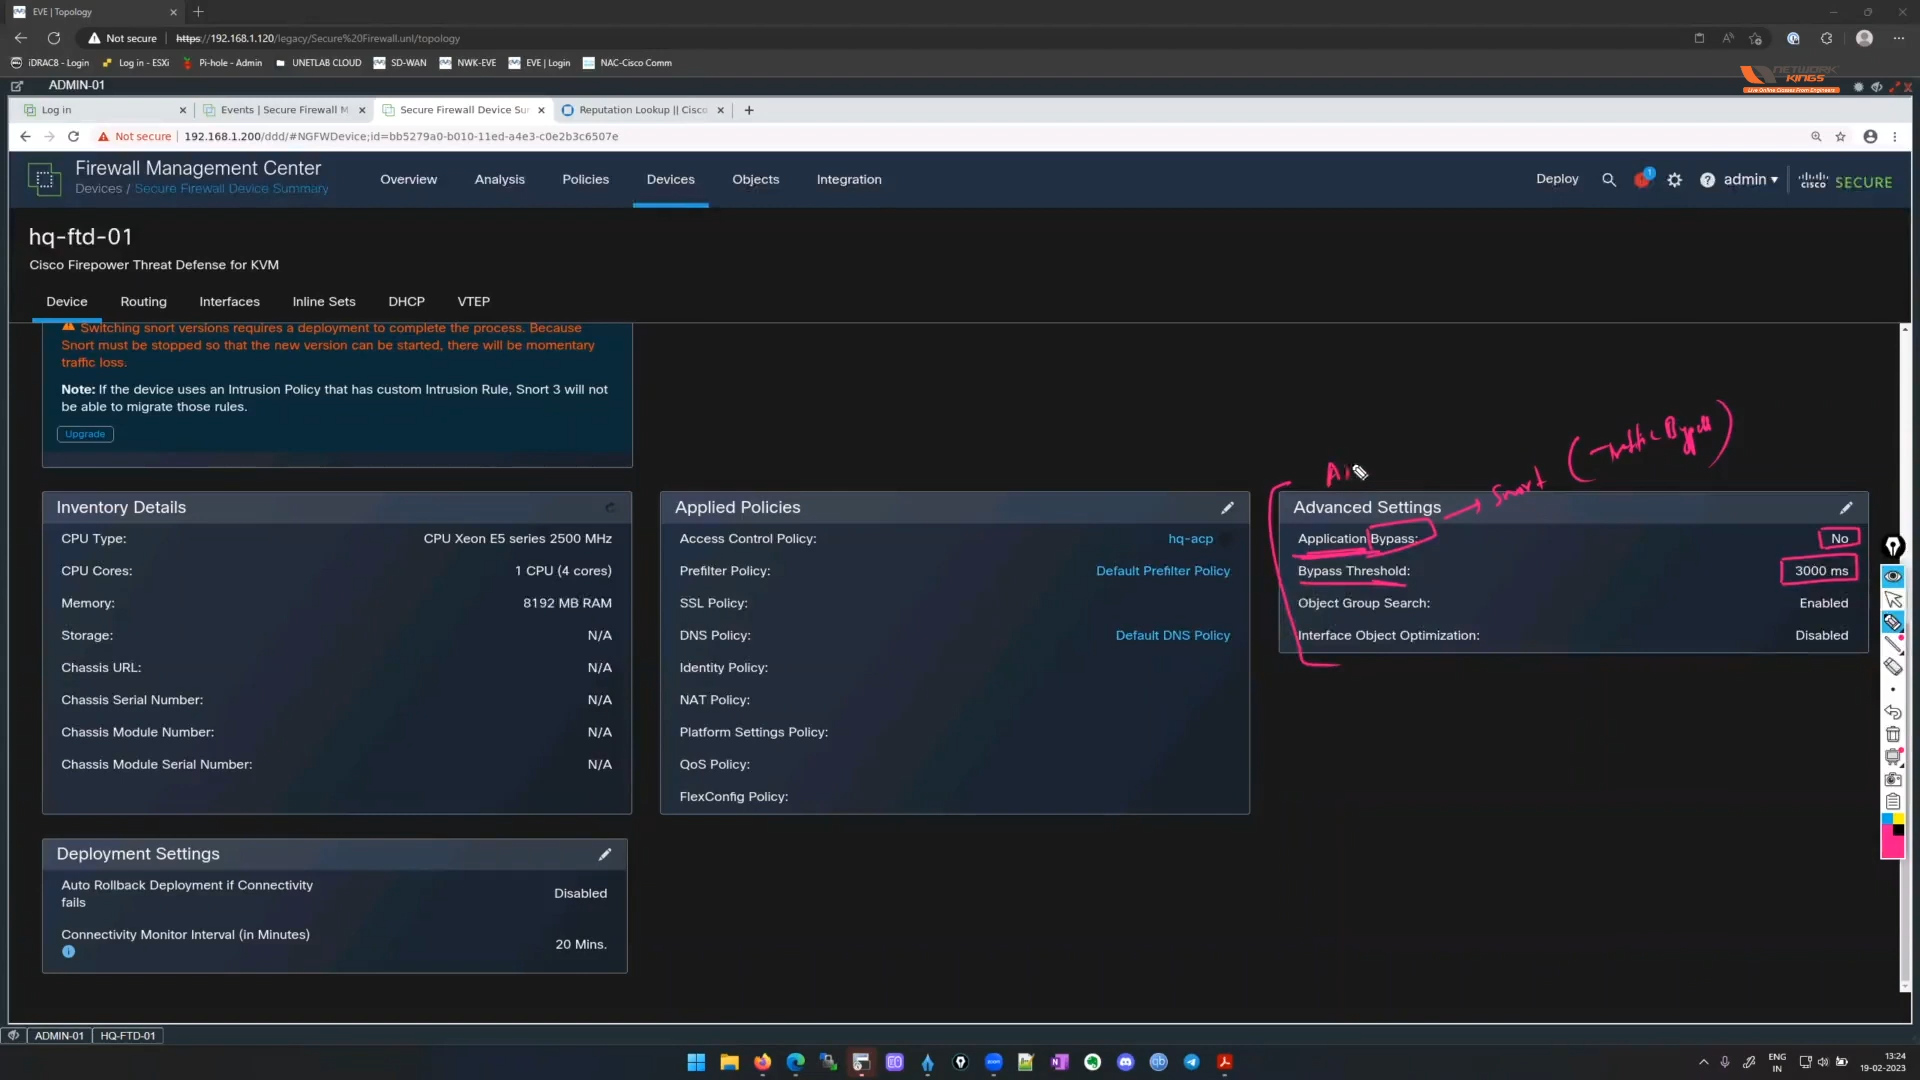 EVE | Topology
Not secure https://192.168.1.120/legacy/Secure%20Firewall.unl/topology
iDRAC8 - Login Log in - ESXi Pi-hole - Admin UNETLAB CLOUD SD-WAN NWK-EVE EVE | Login NAC-Cisco Comm
ADMIN-01
NETWORK KINGS
Live Online Classes From Engineers
Log in Events | Secure Firewall M Secure Firewall Device Sur Reputation Lookup || Cisco
Not secure 192.168.1.200/ddd/#NGFWDevice;id=bb5279a0-b010-11ed-a4e3-c0e2b3c6507e
Firewall Management Center
Devices / Secure Firewall Device Summary
Overview Analysis Policies Devices Objects Integration
Deploy 1 admin cisco SECURE
hq-ftd-01
Cisco Firepower Threat Defense for KVM
Device Routing Interfaces Inline Sets DHCP VTEP
Switching snort versions requires a deployment to complete the process. Because
Snort must be stopped so that the new version can be started, there will be momentary
traffic loss.
Note: If the device uses an Intrusion Policy that has custom Intrusion Rule, Snort 3 will not
be able to migrate those rules.
Upgrade
Inventory Details
CPU Type: CPU Xeon E5 series 2500 MHz
CPU Cores: 1 CPU (4 cores)
Memory: 8192 MB RAM
Storage: N/A
Chassis URL: N/A
Chassis Serial Number: N/A
Chassis Module Number: N/A
Chassis Module Serial Number: N/A
Applied Policies
Access Control Policy: hq-acp
Prefilter Policy: Default Prefilter Policy
SSL Policy:
DNS Policy: Default DNS Policy
Identity Policy:
NAT Policy:
Platform Settings Policy:
QoS Policy:
FlexConfig Policy:
(Traffic Bypass)
Snort
Advanced Settings
Application Bypass: No
Bypass Threshold: 3000 ms
Object Group Search: Enabled
Interface Object Optimization: Disabled
Deployment Settings
Auto Rollback Deployment if Connectivity
fails
Disabled
Connectivity Monitor Interval (in Minutes)
20 Mins.
ADMIN-01 HQ-FTD-01
ENG
IN
13:24
19-02-2023